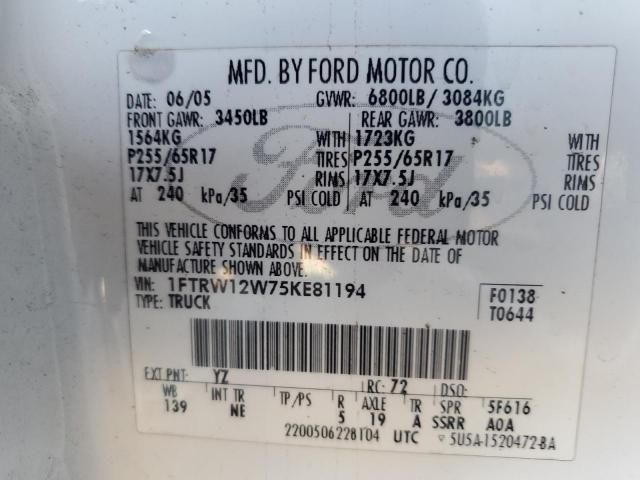 MFD. BY FORD MOTOR CO.
DATE: 06/05 GVWR: 6800LB/ 3084KG
FRONT GAWR: 3450LB REAR GAWR: 3800LB
1564KG WITH 1723KG WITH
P255/65R17 TIRES P255/65R17 TIRES
17X7.5J RIMS 17X7.5J RIMS
AT 240 kPa/35 PSI COLD AT 240 kPa/35 PSI COLD
Ford
THIS VEHICLE CONFORMS TO ALL APPLICABLE FEDERAL MOTOR
VEHICLE SAFETY STANDARDS IN EFFECT ON THE DATE OF
MANUFACTURE SHOWN ABOVE.
VIN: 1FTRW12W75KE81194 F0138
TYPE: TRUCK T0644
EXT PNT: YZ RC: 72 DSO:
WB INT TR TP/PS R AXLE TR SPR 5F616
139 NE 5 19 A SSRR A0A
2200506228T04 UTC ▽ 5U5A-1520472-BA